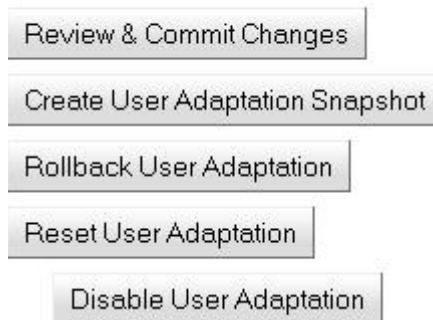 Review & Commit Changes
Create User Adaptation Snapshot
Rollback User Adaptation
Reset User Adaptation
Disable User Adaptation